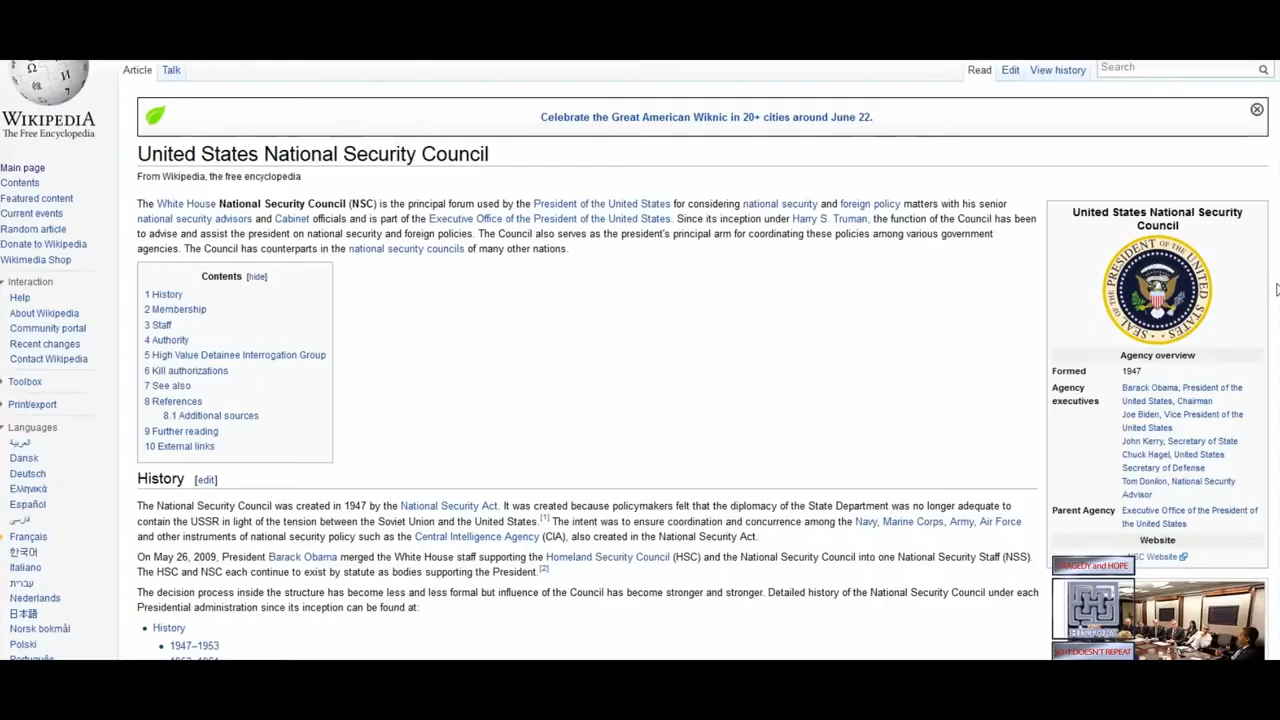 Article Talk
Read Edit View history Search
WIKIPEDIA
The Free Encyclopedia
Main page
Contents
Featured content
Current events
Random article
Donate to Wikipedia
Wikimedia Shop
Interaction
Help
About Wikipedia
Community portal
Recent changes
Contact Wikipedia
Toolbox
Print/export
Languages
العربية
Dansk
Deutsch
Ελληνικά
Español
فارسی
Français
한국어
Italiano
עברית
Nederlands
日本語
Norsk bokmål
Polski
Português
Celebrate the Great American Wiknic in 20+ cities around June 22.
United States National Security Council
From Wikipedia, the free encyclopedia
The White House National Security Council (NSC) is the principal forum used by the President of the United States for considering national security and foreign policy matters with his senior
national security advisors and Cabinet officials and is part of the Executive Office of the President of the United States. Since its inception under Harry S. Truman, the function of the Council has been
to advise and assist the president on national security and foreign policies. The Council also serves as the president's principal arm for coordinating these policies among various government
agencies. The Council has counterparts in the national security councils of many other nations.
Contents [hide]
1 History
2 Membership
3 Staff
4 Authority
5 High Value Detainee Interrogation Group
6 Kill authorizations
7 See also
8 References
8.1 Additional sources
9 Further reading
10 External links
History [edit]
The National Security Council was created in 1947 by the National Security Act. It was created because policymakers felt that the diplomacy of the State Department was no longer adequate to
contain the USSR in light of the tension between the Soviet Union and the United States.[1] The intent was to ensure coordination and concurrence among the Navy, Marine Corps, Army, Air Force
and other instruments of national security policy such as the Central Intelligence Agency (CIA), also created in the National Security Act.
On May 26, 2009, President Barack Obama merged the White House staff supporting the Homeland Security Council (HSC) and the National Security Council into one National Security Staff (NSS).
The HSC and NSC each continue to exist by statute as bodies supporting the President.[2]
The decision process inside the structure has become less and less formal but influence of the Council has become stronger and stronger. Detailed history of the National Security Council under each
Presidential administration since its inception can be found at:
History
1947–1953
United States National Security
Council
SEAL OF THE PRESIDENT OF THE UNITED STATES
Agency overview
Formed 1947
Agency executives
Barack Obama, President of the
United States, Chairman
Joe Biden, Vice President of the
United States
John Kerry, Secretary of State
Chuck Hagel, United States
Secretary of Defense
Tom Donilon, National Security
Advisor
Parent Agency Executive Office of the President of
the United States
Website
NSC Website
TRAGEDY and HOPE
HISTORY
SO IT DOESN'T REPEAT